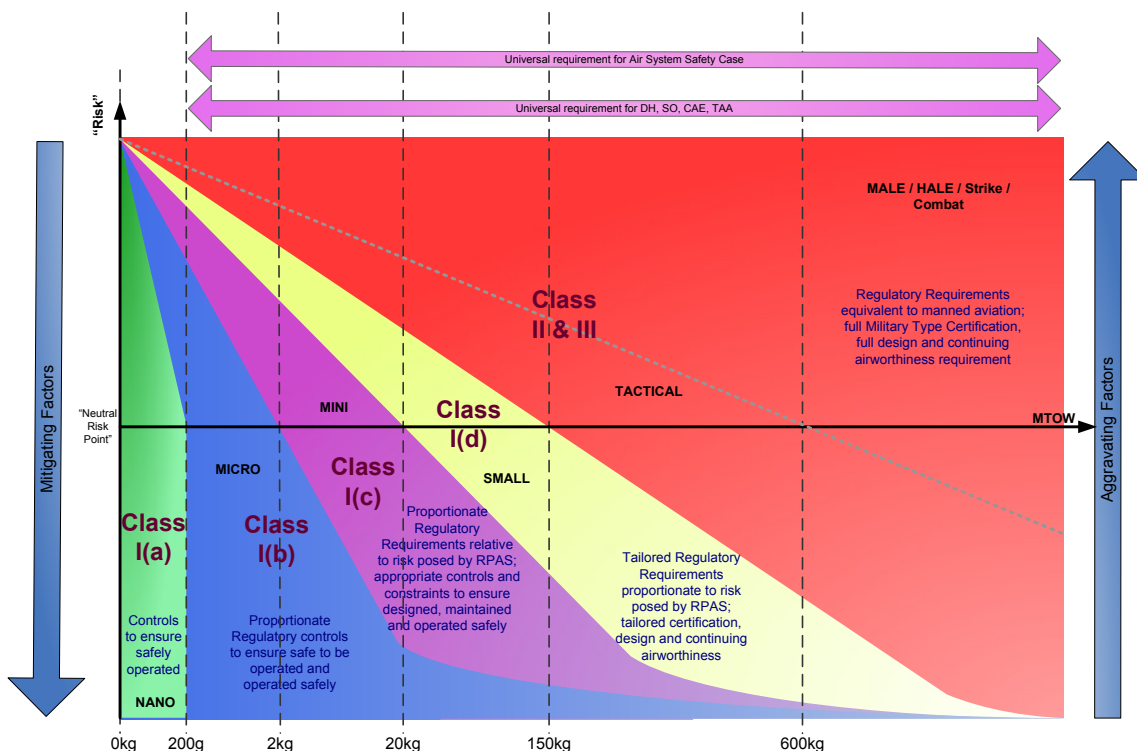 Universal requirement for Air System Safety Case
Universal requirement for DH, SO, CAE, TAA
“Risk”
MALE / HALE / Strike /
Combat
Class
II & III
Regulatory Requirements
equivalent to manned aviation;
full Military Type Certification,
full design and continuing
airworthiness requirement
Mitigating Factors
Aggravating Factors
TACTICAL
MINI
Class
I(d)
“Neutral
Risk
Point”
MTOW
MICRO
Class
I(c)
SMALL
Class
I(a)
Class
I(b)
Proportionate
Regulatory
Requirements relative
to risk posed by RPAS;
appropriate controls and
constraints to ensure
designed, maintained
and operated safely
Tailored Regulatory
Requirements
proportionate to risk
posed by RPAS;
tailored certification,
design and continuing
airworthiness
Controls
to ensure
safely
operated
Proportionate
Regulatory controls
to ensure safe to be
operated and
operated safely
NANO
0kg
200g
2kg
20kg
150kg
600kg